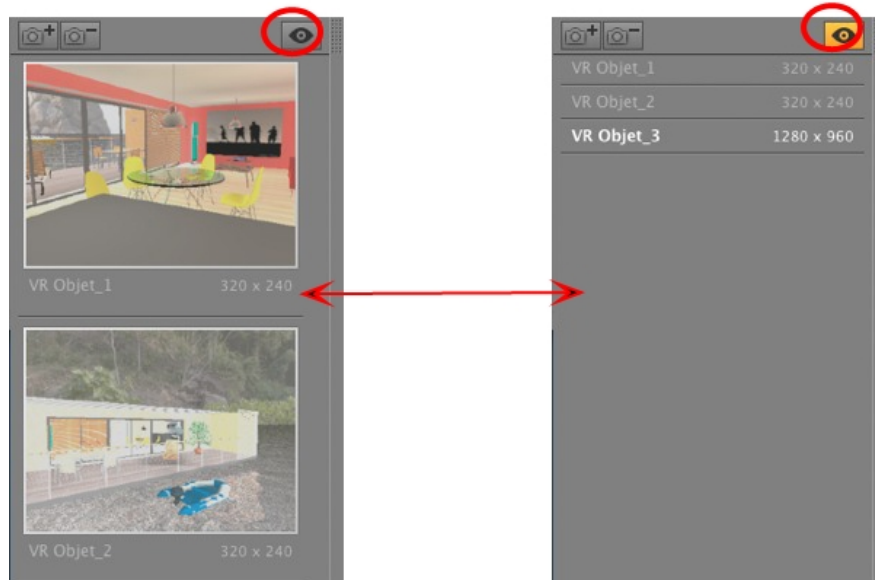 VR Objet_1 320 x 240
VR Objet_2 320 x 240
VR Objet_1 320 x 240
VR Objet_2 320 x 240
VR Objet_3 1280 x 960